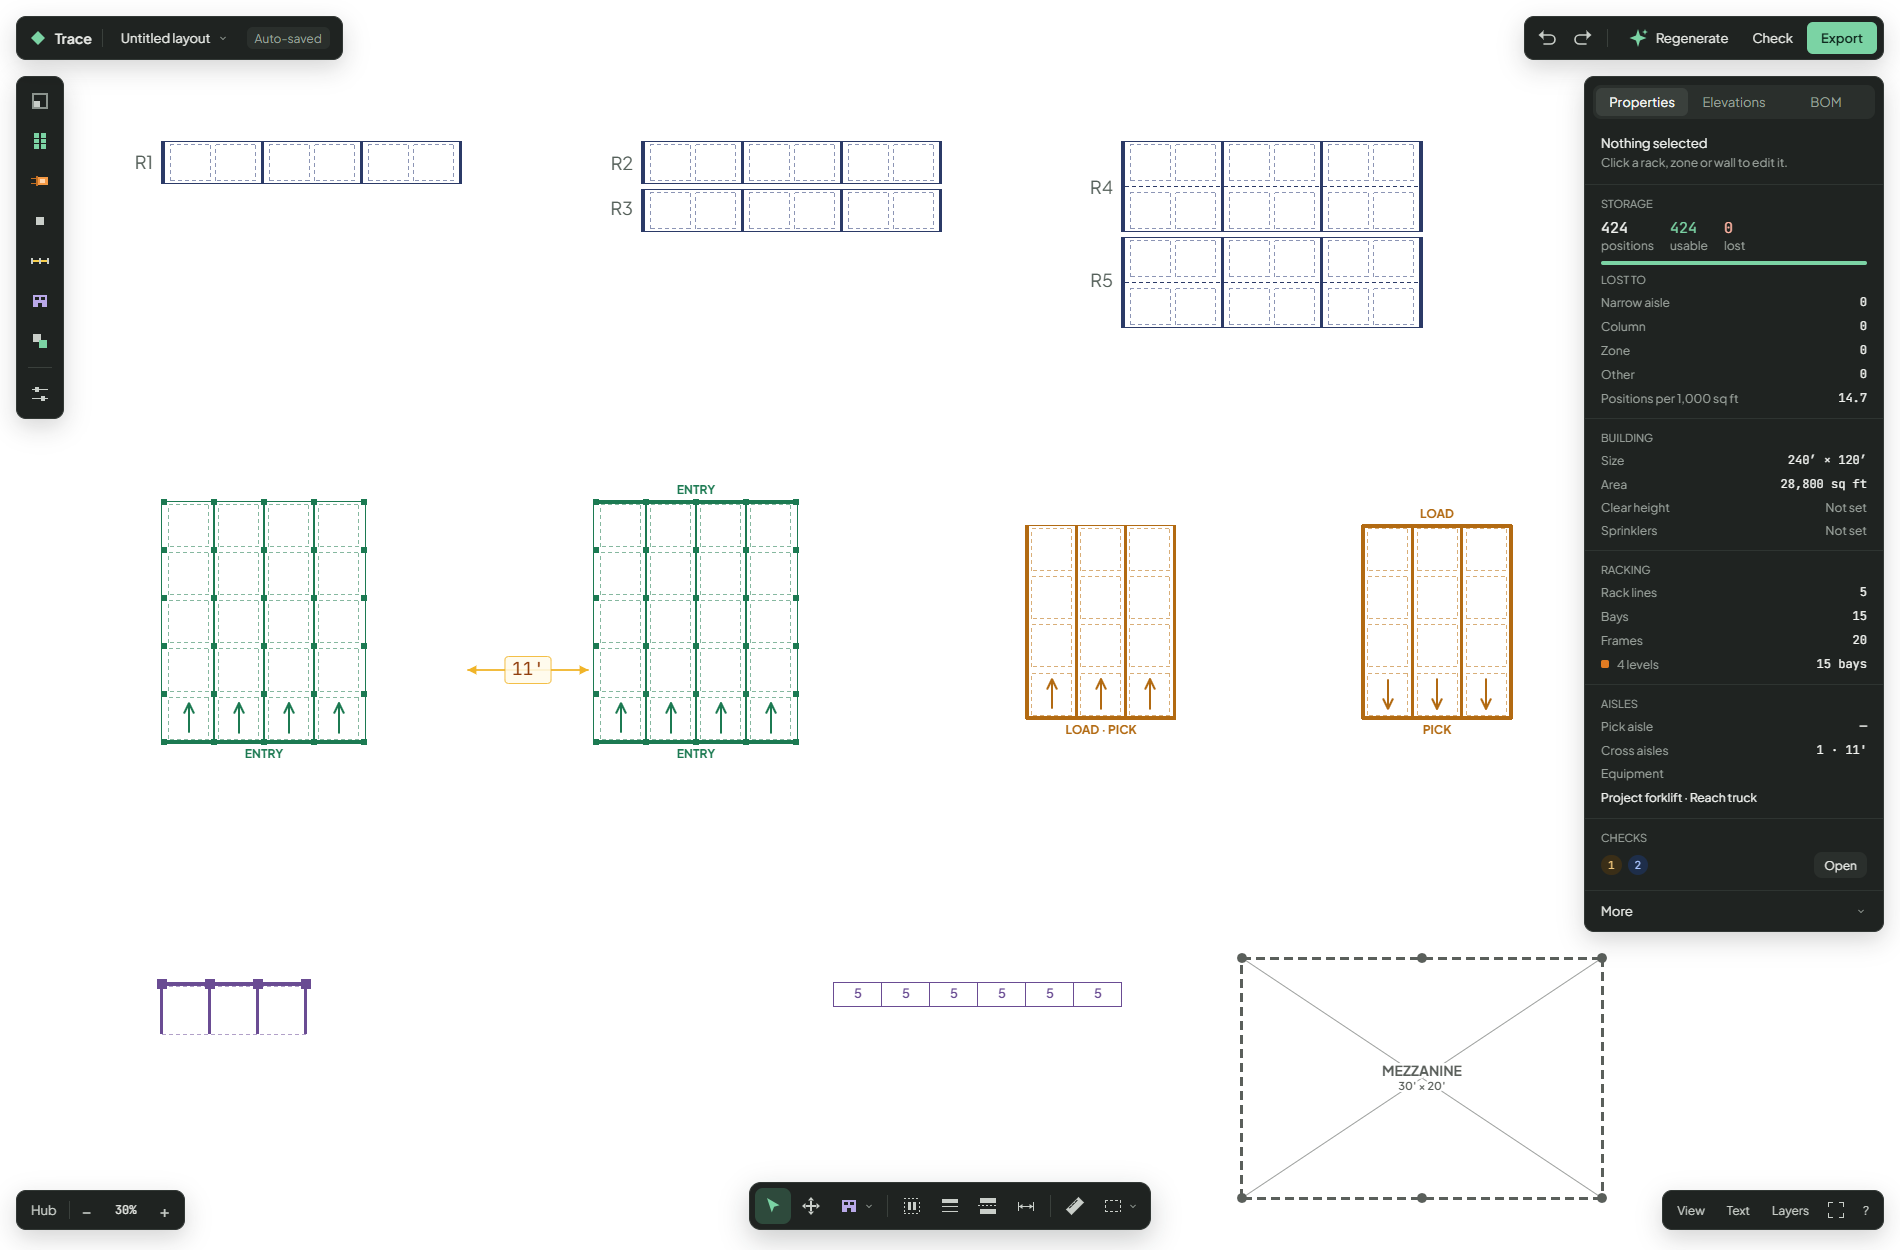 Trace
Untitled layout
Auto-saved
Regenerate
Check
Export
Properties
Elevations
BOM
Nothing selected
Click a rack, zone or wall to edit it.
STORAGE
424
424
0
positions
usable
lost
LOST TO
Narrow aisle
0
Column
0
Zone
0
Other
0
Positions per 1,000 sq ft
14.7
BUILDING
Size
240′ × 120′
Area
28,800 sq ft
Clear height
Not set
Sprinklers
Not set
RACKING
Rack lines
5
Bays
15
Frames
20
4 levels
15 bays
AISLES
Pick aisle
—
Cross aisles
1 · 11'
Equipment
Project forklift · Reach truck
CHECKS
1
2
Open
More
R1
R2
R3
R4
R5
ENTRY
11'
ENTRY
ENTRY
LOAD · PICK
LOAD
PICK
5 5 5 5 5 5
MEZZANINE
30' × 20'
Hub
–
30%
+
View
Text
Layers
?